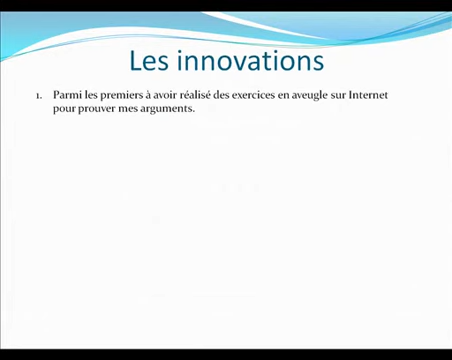 Les innovations
1. Parmi les premiers à avoir réalisé des exercices en aveugle sur Internet
pour prouver mes arguments.